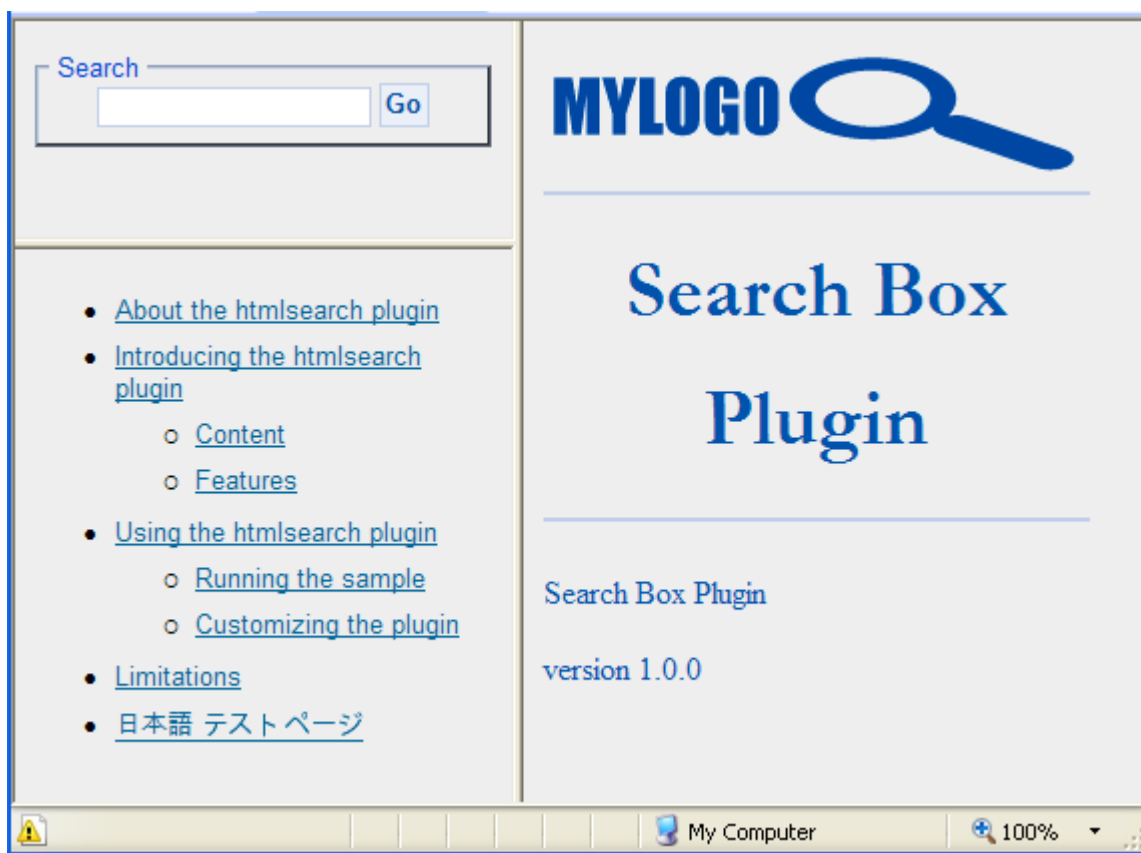 Search
Go
About the htmlsearch plugin
Introducing the htmlsearch
plugin
Content
Features
Using the htmlsearch plugin
Running the sample
Customizing the plugin
Limitations
日本語 テストページ
MYLOGO
Search Box
Plugin
Search Box Plugin
version 1.0.0
My Computer
100%